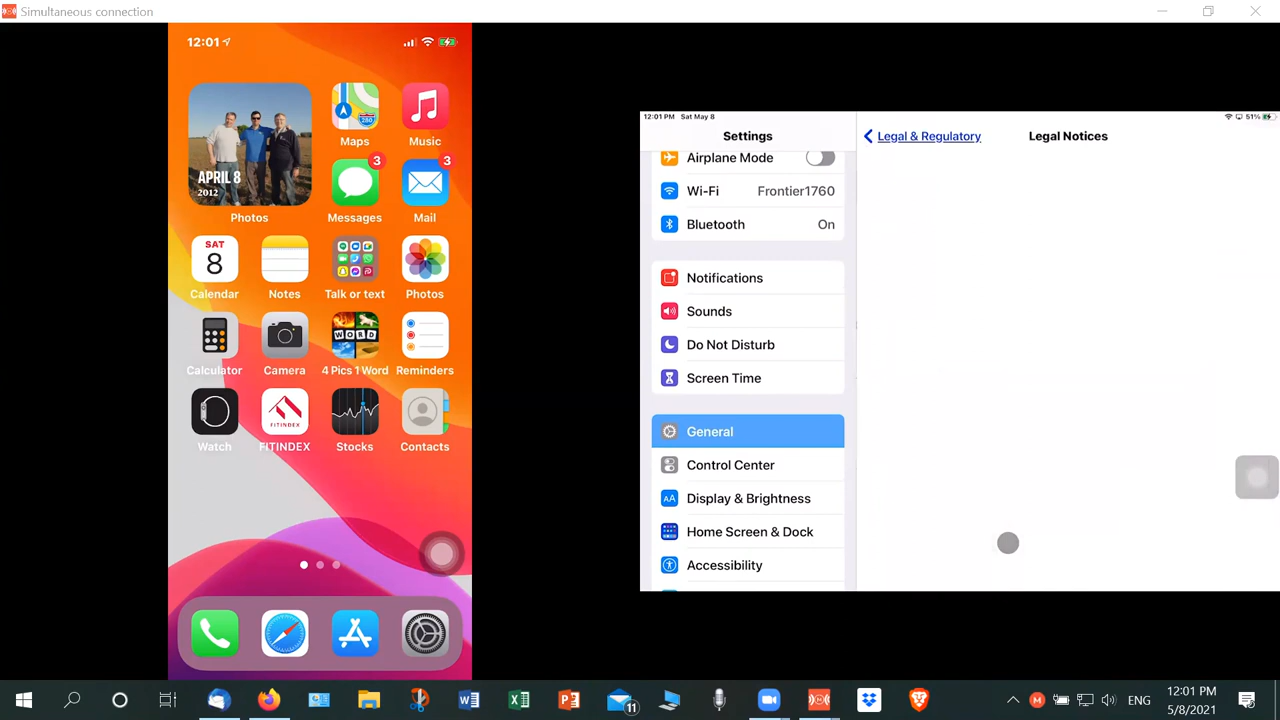 Simultaneous connection
12:01
APRIL 8
2012
Photos
Maps
Music
3
Messages
3
Mail
SAT
8
Calendar
Notes
Talk or text
Photos
Calculator
Camera
WORD
4 Pics 1 Word
Reminders
Watch
FITINDEX
FITINDEX
Stocks
Contacts
12:01 PM Sat May 8
51%
Settings
Airplane Mode
Wi-Fi
Frontier1760
Bluetooth
On
Notifications
Sounds
Do Not Disturb
Screen Time
General
Control Center
AA
Display & Brightness
Home Screen & Dock
Accessibility
Legal & Regulatory
Legal Notices
11
ENG
12:01 PM
5/8/2021